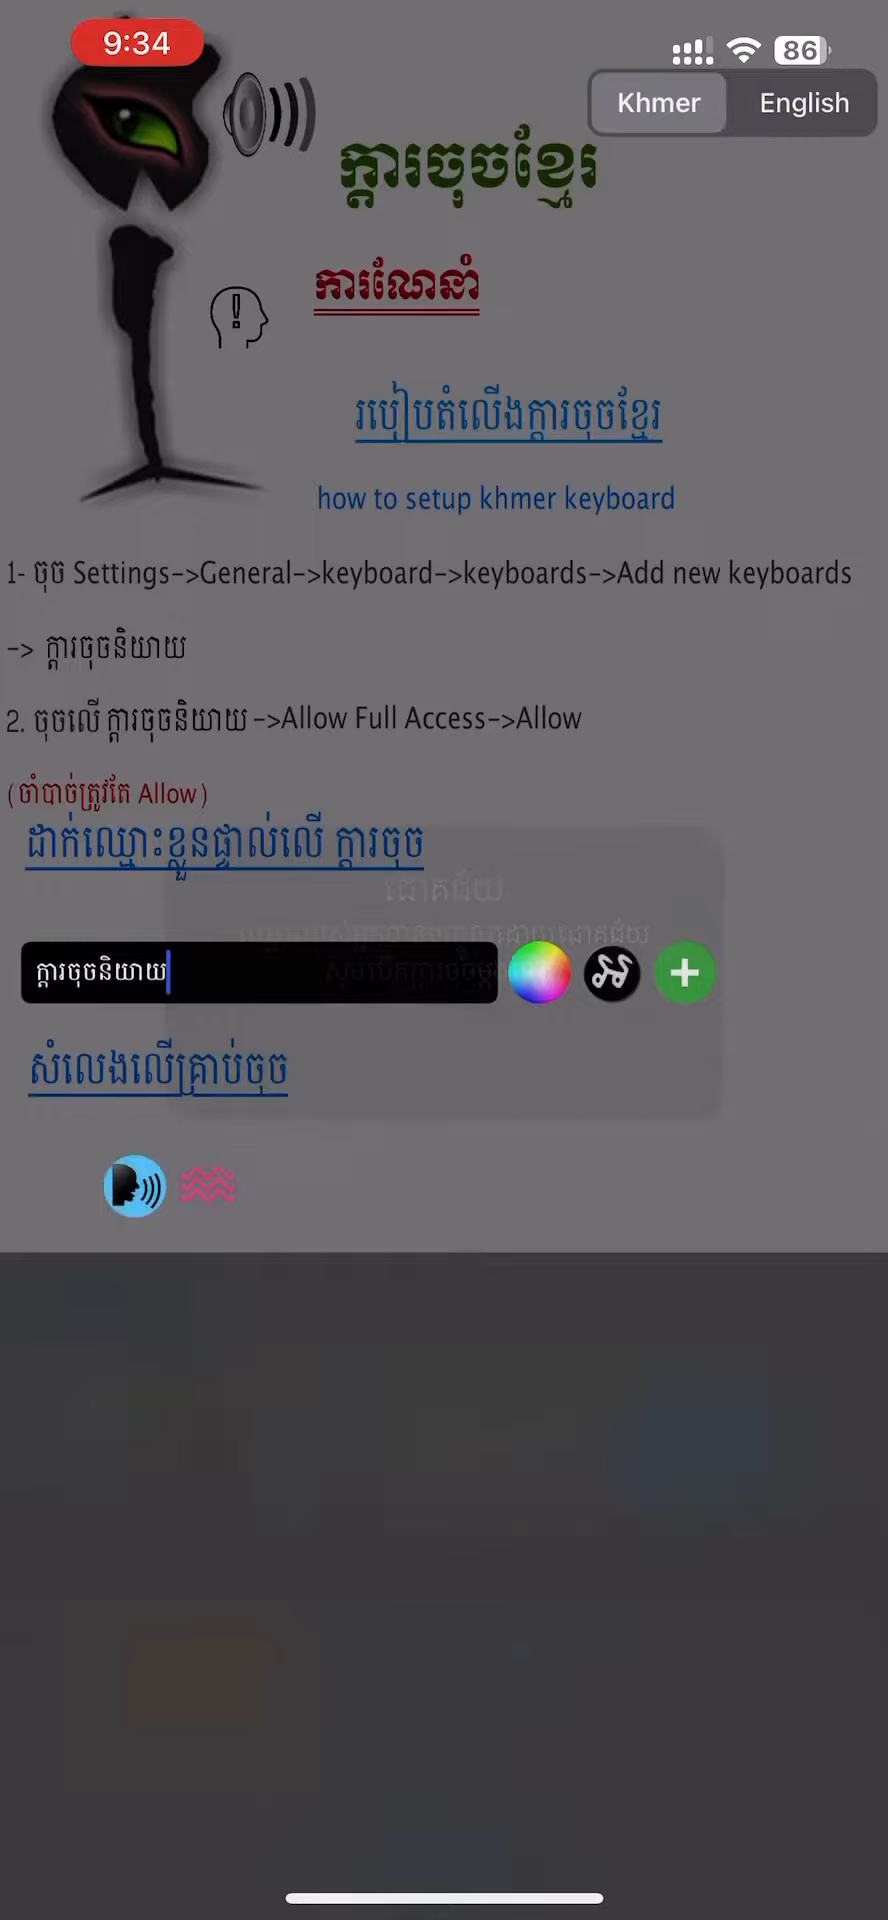 9:34
86
Khmer English
ក្តារចុចខ្មែរ
ការណែនាំ
របៀបតំលើងក្តារចុចខ្មែរ
how to setup khmer keyboard
1- ចុច Settings->General->keyboard->keyboards->Add new keyboards
-> ក្តារចុចនិយាយ
2. ចុចលើ ក្តារចុចនិយាយ ->Allow Full Access->Allow
(ចាំបាច់ត្រូវតែ Allow)
ដាក់ឈ្មោះខ្លួនផ្ទាល់លើ ក្តារចុច
ជោគជ័យ
ក្តារចុចនិយាយ
អ
សំលេងលើគ្រាប់ចុច